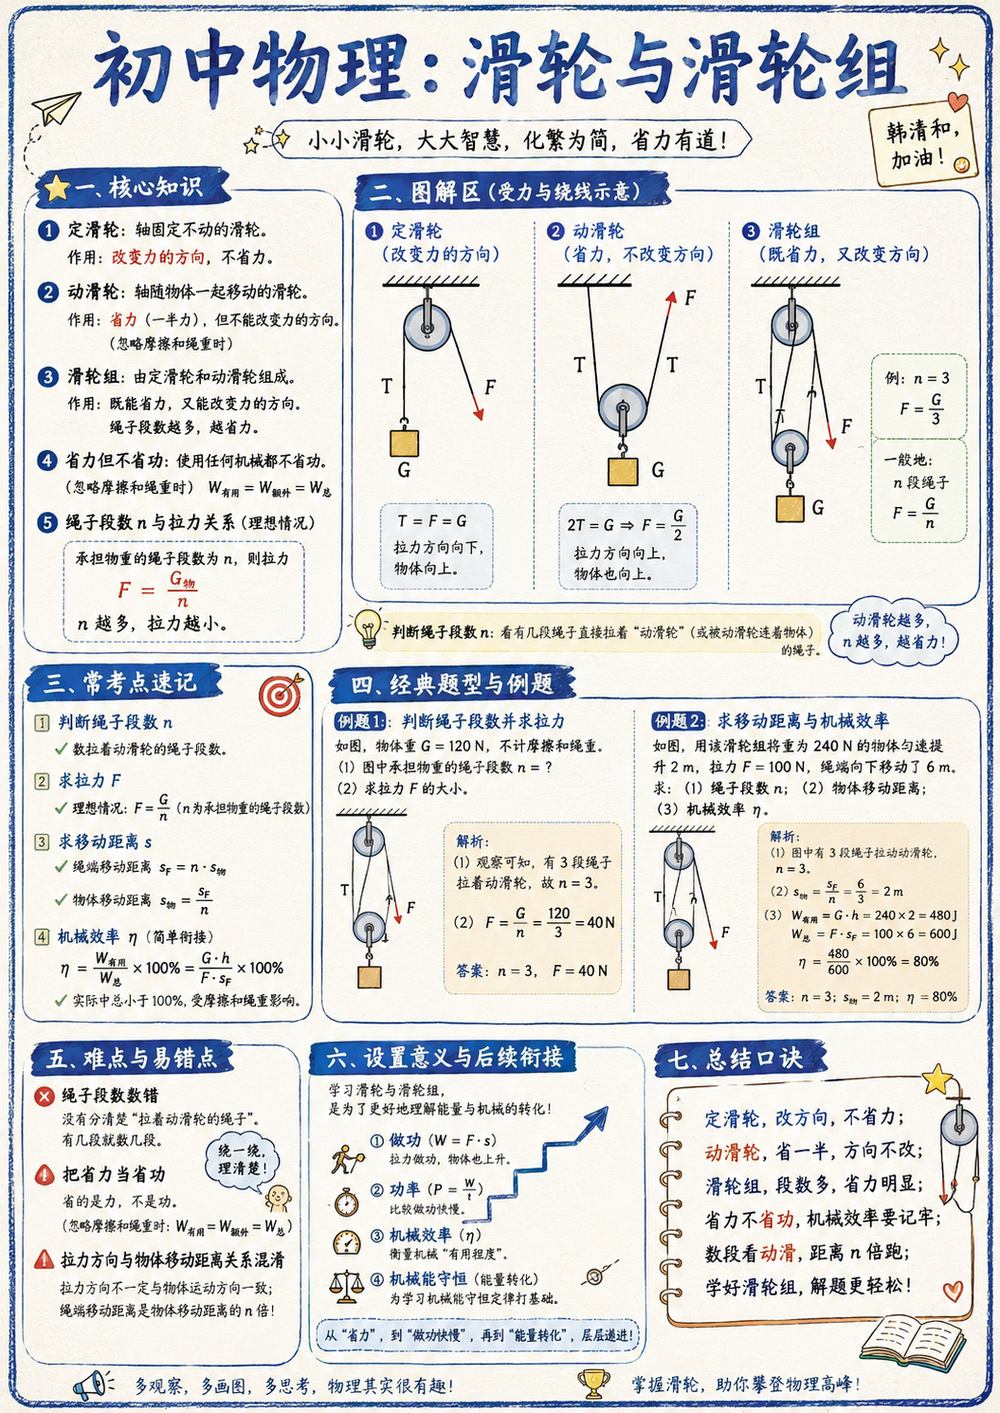 初中物理：滑轮与滑轮组
小小滑轮，大大智慧，化繁为简，省力有道！
韩清和，
加油！
一、核心知识
1 定滑轮：轴固定不动的滑轮。
作用：改变力的方向，不省力。
2 动滑轮：轴随物体一起移动的滑轮。
作用：省力（一半力），但不能改变力的方向。
（忽略摩擦和绳重时）
3 滑轮组：由定滑轮和动滑轮组成。
作用：既能省力，又能改变力的方向。
绳子段数越多，越省力。
4 省力但不省功：使用任何机械都不省功。
（忽略摩擦和绳重时） W有用 = W额外 = W总
5 绳子段数 n 与拉力关系（理想情况）
承担物重的绳子段数为 n，则拉力
F = G物/n
n 越多，拉力越小。
二、图解区（受力与绕线示意）
1 定滑轮
（改变力的方向）
T
F
G
T = F = G
拉力方向向下，
物体向上。
2 动滑轮
（省力，不改变方向）
F
T
T
G
2T = G ⇒ F = G/2
拉力方向向上，
物体也向上。
3 滑轮组
（既省力，又改变方向）
T
F
G
例：n = 3
F = G/3
一般地：
n 段绳子
F = G/n
判断绳子段数 n：看有几段绳子直接拉着“动滑轮”（或被动滑轮连着物体）
的绳子。
动滑轮越多，
n 越多，越省力！
三、常考点速记
1 判断绳子段数 n
✓ 数拉着动滑轮的绳子段数。
2 求拉力 F
✓ 理想情况：F = G/n（n 为承担物重的绳子段数）
3 求移动距离 s
✓ 绳端移动距离 sF = n · s物
✓ 物体移动距离 s物 = sF/n
4 机械效率 η（简单衔接）
η = W有用/W总 × 100% = G·h/F·sF × 100%
✓ 实际中总小于 100%，受摩擦和绳重影响。
四、经典题型与例题
例题1：判断绳子段数并求拉力
如图，物体重 G = 120 N，不计摩擦和绳重。
（1）图中承担物重的绳子段数 n = ？
（2）求拉力 F 的大小。
T
F
解析：
（1）观察可知，有 3 段绳子
拉着动滑轮，故 n = 3。
（2）F = G/n = 120/3 = 40 N
答案：n = 3， F = 40 N
例题2：求移动距离与机械效率
如图，用该滑轮组将重为 240 N 的物体匀速提
升 2 m，拉力 F = 100 N，绳端向下移动了 6 m。
求：（1）绳子段数 n；（2）物体移动距离；
（3）机械效率 η。
T
F
解析：
（1）图中有 3 段绳子拉动动滑轮，
n = 3。
（2）s物 = sF/n = 6/3 = 2 m
（3）W有用 = G·h = 240 × 2 = 480 J
W总 = F·sF = 100 × 6 = 600 J
η = 480/600 × 100% = 80%
答案：n = 3；s物 = 2 m；η = 80%
五、难点与易错点
绳子段数数错
没有分清楚“拉着动滑轮的绳子”。
有几段就数几段。
绕一绕，
理清楚！
把省力当省功
省的是力，不是功。
（忽略摩擦和绳重时：W有用 = W额外 = W总）
拉力方向与物体移动距离关系混淆
拉力方向不一定与物体运动方向一致；
绳端移动距离是物体移动距离的 n 倍！
六、设置意义与后续衔接
学习滑轮与滑轮组，
是为了更好地理解能量与机械的转化！
① 做功（W = F·s）
拉力做功，物体也上升。
② 功率（P = W/t）
比较做功快慢。
③ 机械效率（η）
衡量机械“有用程度”。
④ 机械能守恒（能量转化）
为学习机械能守恒定律打基础。
从“省力”，到“做功快慢”，再到“能量转化”，层层递进！
七、总结口诀
定滑轮，改方向，不省力；
动滑轮，省一半，方向不改；
滑轮组，段数多，省力明显；
省力不省功，机械效率要记牢；
数段看动滑，距离 n 倍跑；
学好滑轮组，解题更轻松！
多观察，多画图，多思考，物理其实很有趣！
掌握滑轮，助你攀登物理高峰！